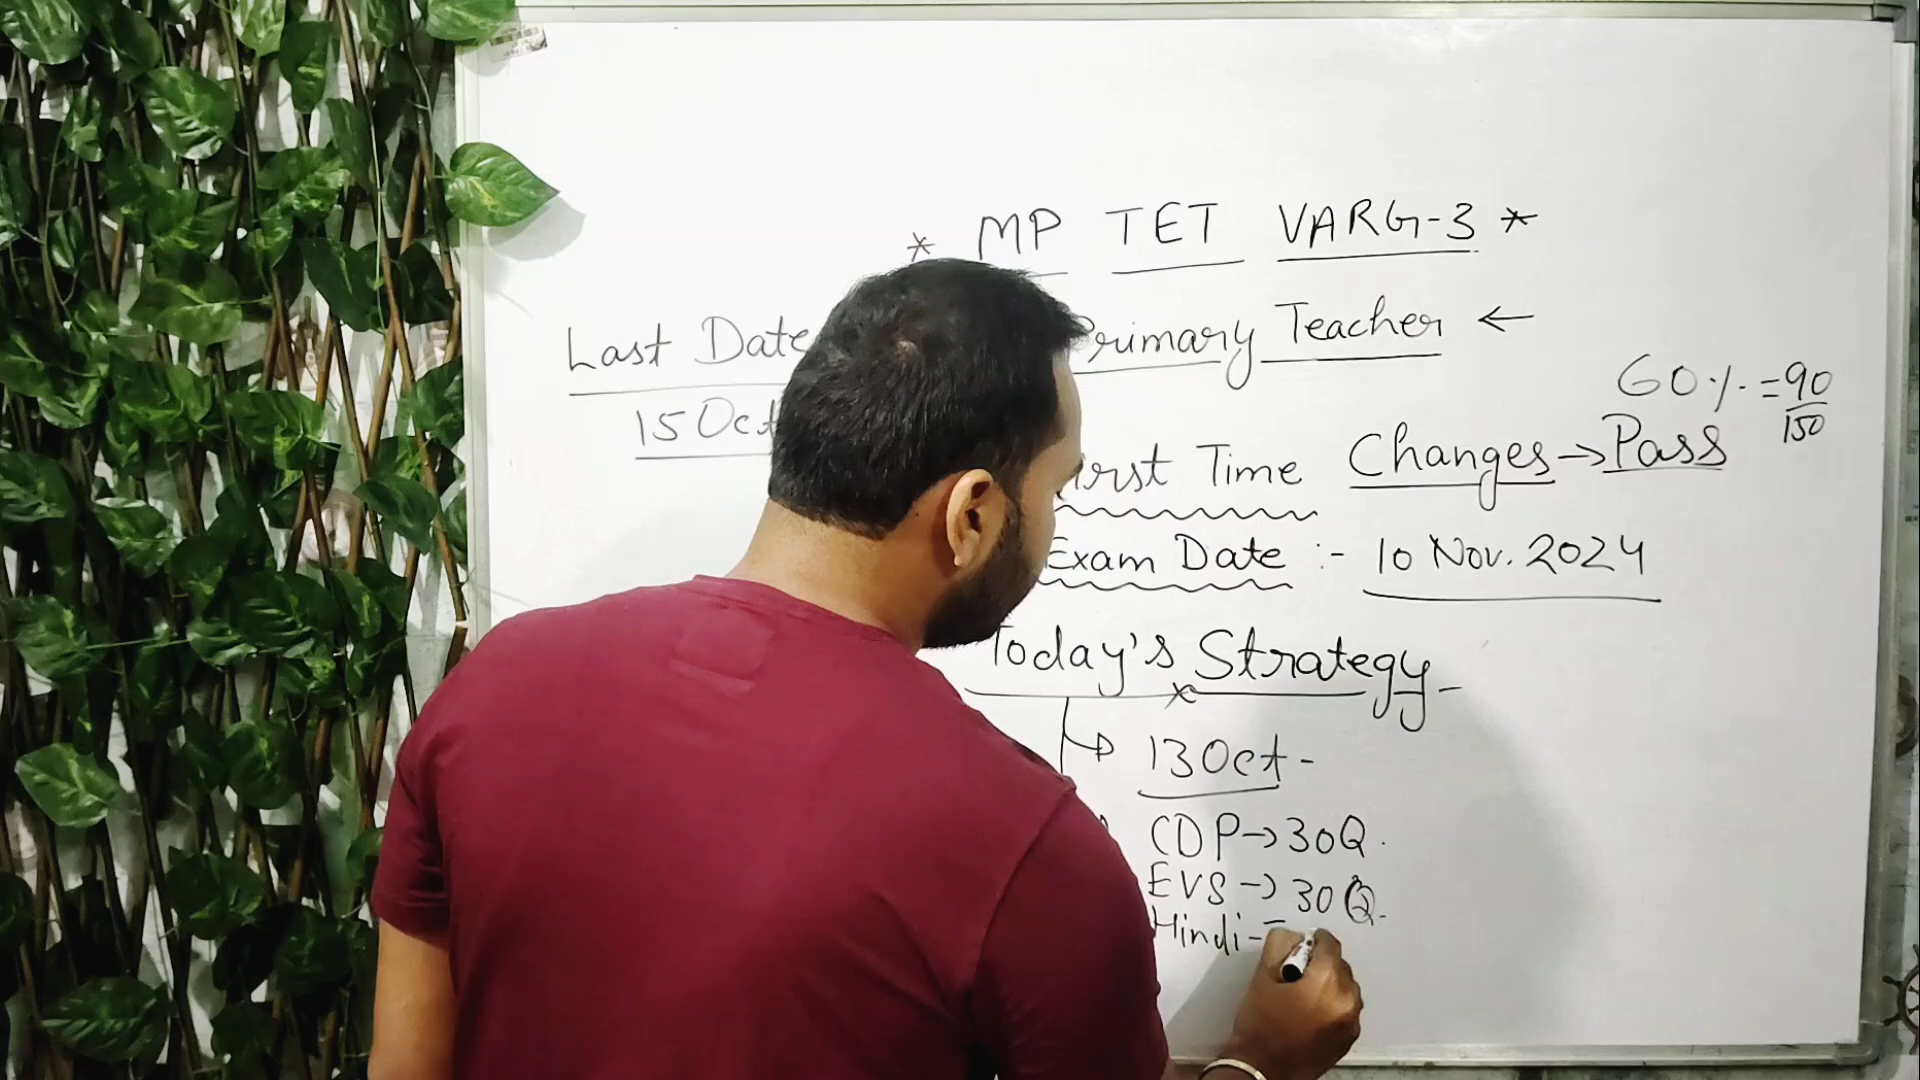 * MP TET VARG-3 *
Primary Teacher ←
Last Date
15 Oct
60% = 90/150
First Time Changes → Pass
Exam Date :- 10 Nov. 2024
Today's Strategy
13 Oct -
CDP → 30Q.
EVS → 30Q.
Hindi -